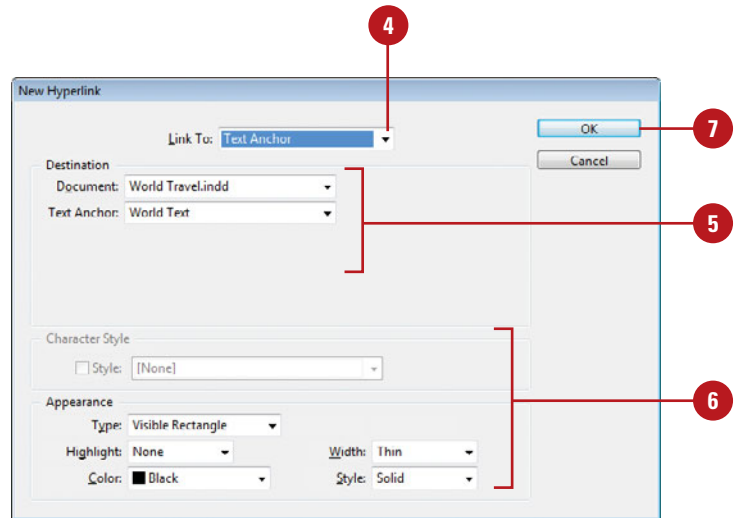 4
New Hyperlink
Link To: Text Anchor
OK
7
Cancel
Destination
Document: World Travel.indd
Text Anchor: World Text
5
Character Style
Style: [None]
6
Appearance
Type: Visible Rectangle
Highlight: None Width: Thin
Color: Black Style: Solid